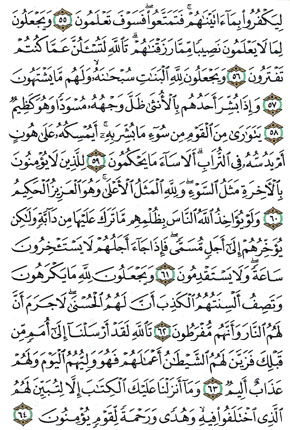 لِيَكْفُرُوا۟ بِمَآ ءَاتَيْنَـٰهُمْ ۚ فَتَمَتَّعُوا۟ ۖ فَسَوْفَ تَعْلَمُونَ ٥٥ وَيَجْعَلُونَ
لِمَا لَا يَعْلَمُونَ نَصِيبًا مِّمَّا رَزَقْنَـٰهُمْ ۗ تَٱللَّهِ لَتُسْـَٔلُنَّ عَمَّا كُنتُمْ
تَفْتَرُونَ ٥٦ وَيَجْعَلُونَ لِلَّهِ ٱلْبَنَـٰتِ سُبْحَـٰنَهُۥ ۙ وَلَهُم مَّا يَشْتَهُونَ
٥٧ وَإِذَا بُشِّرَ أَحَدُهُم بِٱلْأُنثَىٰ ظَلَّ وَجْهُهُۥ مُسْوَدًّا وَهُوَ كَظِيمٌ
٥٨ يَتَوَٰرَىٰ مِنَ ٱلْقَوْمِ مِن سُوٓءِ مَا بُشِّرَ بِهِۦٓ ۚ أَيُمْسِكُهُۥ عَلَىٰ هُونٍ
أَمْ يَدُسُّهُۥ فِى ٱلتُّرَابِ ۗ أَلَا سَآءَ مَا يَحْكُمُونَ ٥٩ لِلَّذِينَ لَا يُؤْمِنُونَ
بِٱلْـَٔاخِرَةِ مَثَلُ ٱلسَّوْءِ ۖ وَلِلَّهِ ٱلْمَثَلُ ٱلْأَعْلَىٰ ۚ وَهُوَ ٱلْعَزِيزُ ٱلْحَكِيمُ
٦٠ وَلَوْ يُؤَاخِذُ ٱللَّهُ ٱلنَّاسَ بِظُلْمِهِم مَّا تَرَكَ عَلَيْهَا مِن دَآبَّةٍ وَلَـٰكِن
يُؤَخِّرُهُمْ إِلَىٰٓ أَجَلٍ مُّسَمًّى ۖ فَإِذَا جَآءَ أَجَلُهُمْ لَا يَسْتَـْٔخِرُونَ
سَاعَةً ۖ وَلَا يَسْتَقْدِمُونَ ٦١ وَيَجْعَلُونَ لِلَّهِ مَا يَكْرَهُونَ
وَتَصِفُ أَلْسِنَتُهُمُ ٱلْكَذِبَ أَنَّ لَهُمُ ٱلْحُسْنَىٰ ۖ لَا جَرَمَ أَنَّ
لَهُمُ ٱلنَّارَ وَأَنَّهُم مُّفْرَطُونَ ٦٢ تَٱللَّهِ لَقَدْ أَرْسَلْنَآ إِلَىٰٓ أُمَمٍ مِّن
قَبْلِكَ فَزَيَّنَ لَهُمُ ٱلشَّيْطَـٰنُ أَعْمَـٰلَهُمْ فَهُوَ وَلِيُّهُمُ ٱلْيَوْمَ وَلَهُمْ
عَذَابٌ أَلِيمٌ ٦٣ وَمَآ أَنزَلْنَا عَلَيْكَ ٱلْكِتَـٰبَ إِلَّا لِتُبَيِّنَ لَهُمُ
ٱلَّذِى ٱخْتَلَفُوا۟ فِيهِ ۙ وَهُدًى وَرَحْمَةً لِّقَوْمٍ يُؤْمِنُونَ ٦٤